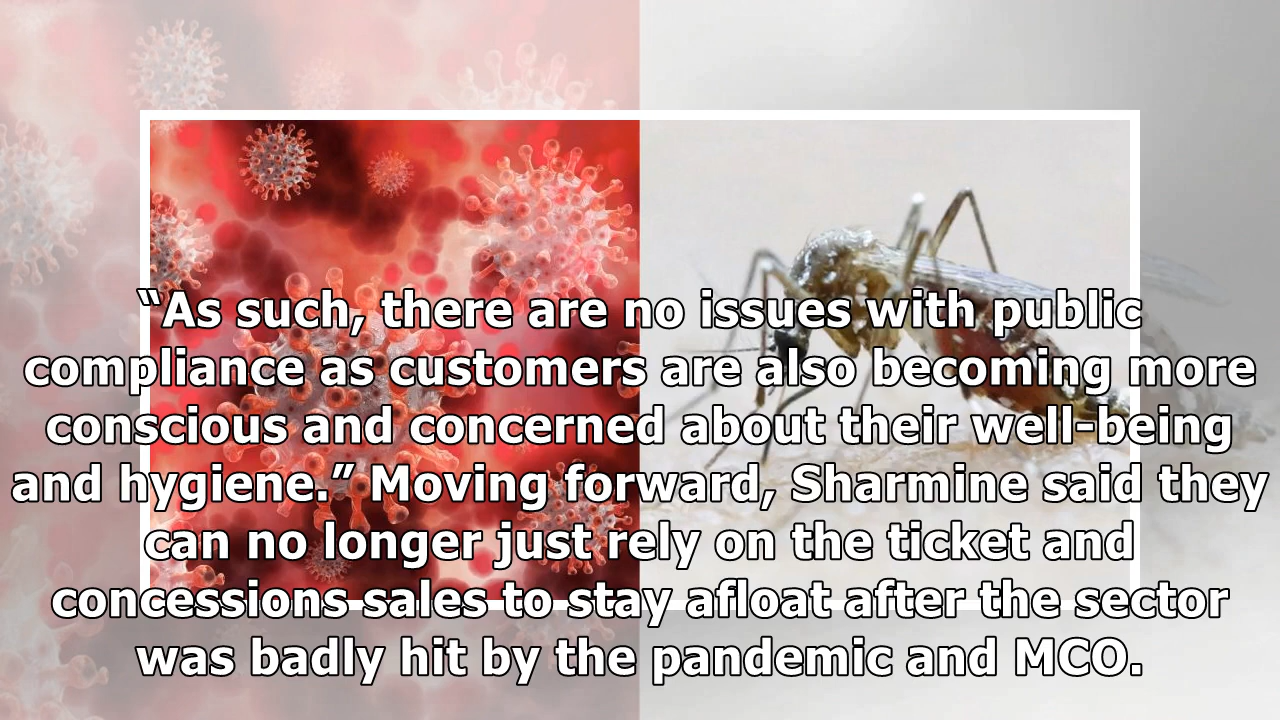 “As such, there are no issues with public
compliance as customers are also becoming more
conscious and concerned about their well-being
and hygiene.” Moving forward, Sharmine said they
can no longer just rely on the ticket and
concessions sales to stay afloat after the sector
was badly hit by the pandemic and MCO.